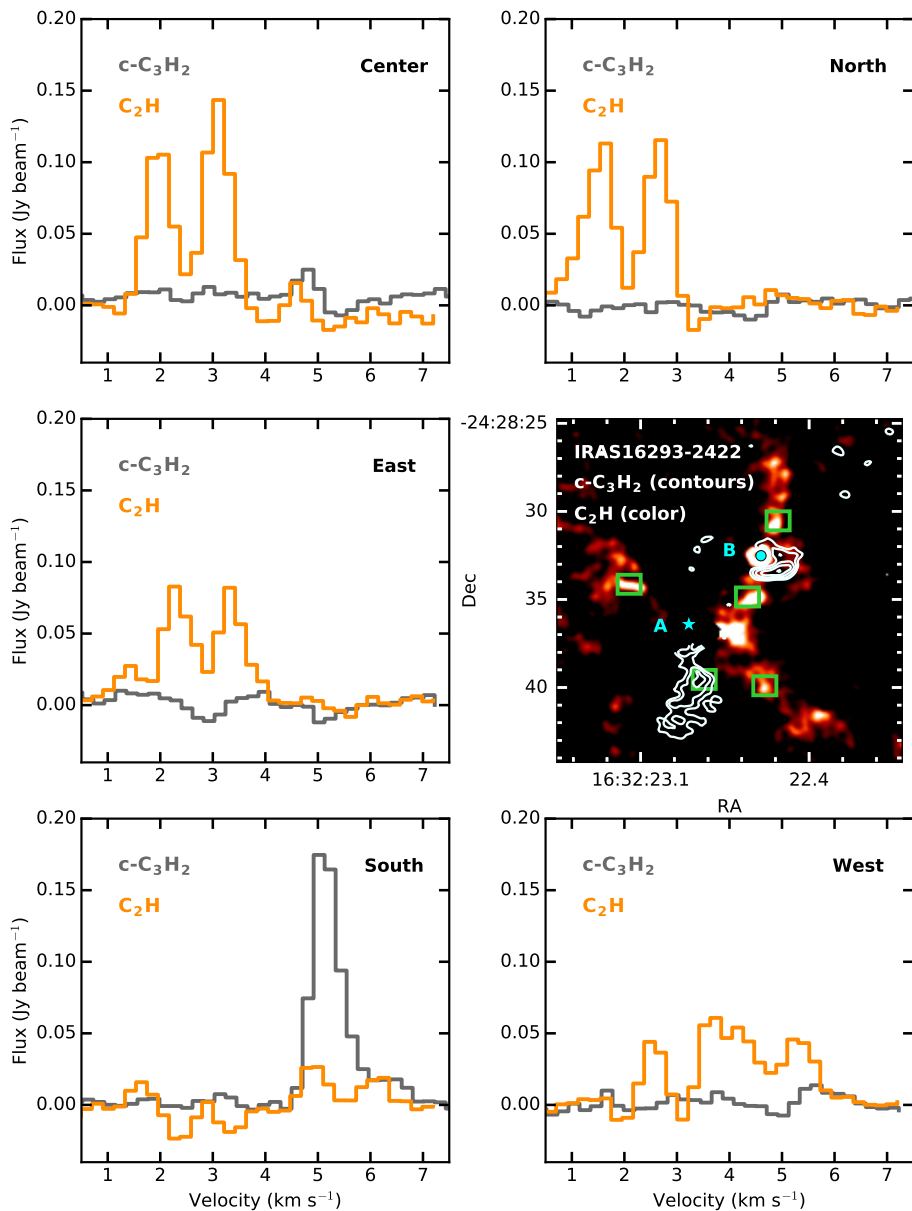 0.20
0.15
0.10
0.05
0.00
Flux (Jy beam⁻¹)
c-C₃H₂
C₂H
Center
1 2 3 4 5 6 7
0.20
0.15
0.10
0.05
0.00
c-C₃H₂
C₂H
North
1 2 3 4 5 6 7
0.20
0.15
0.10
0.05
0.00
Flux (Jy beam⁻¹)
c-C₃H₂
C₂H
East
1 2 3 4 5 6 7
-24:28:25
30
35
40
Dec
IRAS16293-2422
c-C₃H₂ (contours)
C₂H (color)
B
A
16:32:23.1 22.4
RA
0.20
0.15
0.10
0.05
0.00
Flux (Jy beam⁻¹)
c-C₃H₂
C₂H
South
1 2 3 4 5 6 7
Velocity (km s⁻¹)
0.20
0.15
0.10
0.05
0.00
c-C₃H₂
C₂H
West
1 2 3 4 5 6 7
Velocity (km s⁻¹)